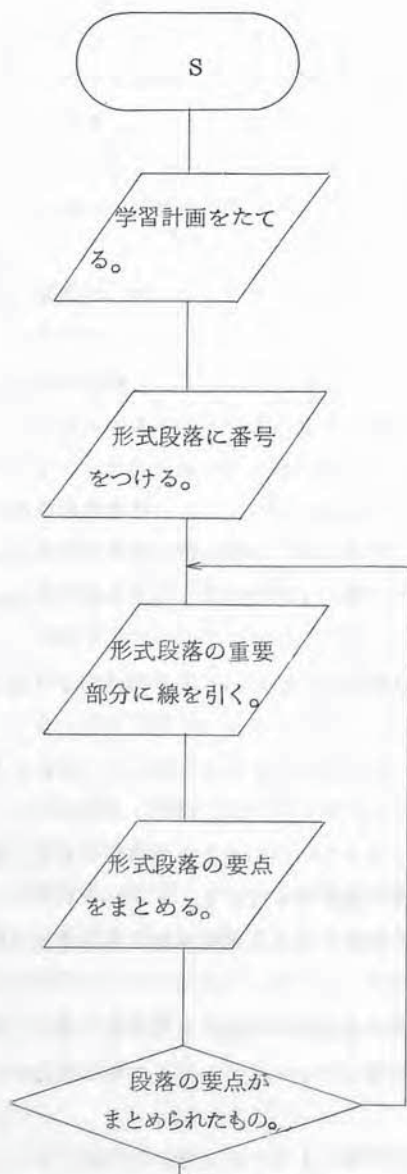 S
学習計画をたて
る。
形式段落に番号
をつける。
形式段落の重要
部分に線を引く。
形式段落の要点
をまとめる。
段落の要点が
まとめられたもの。